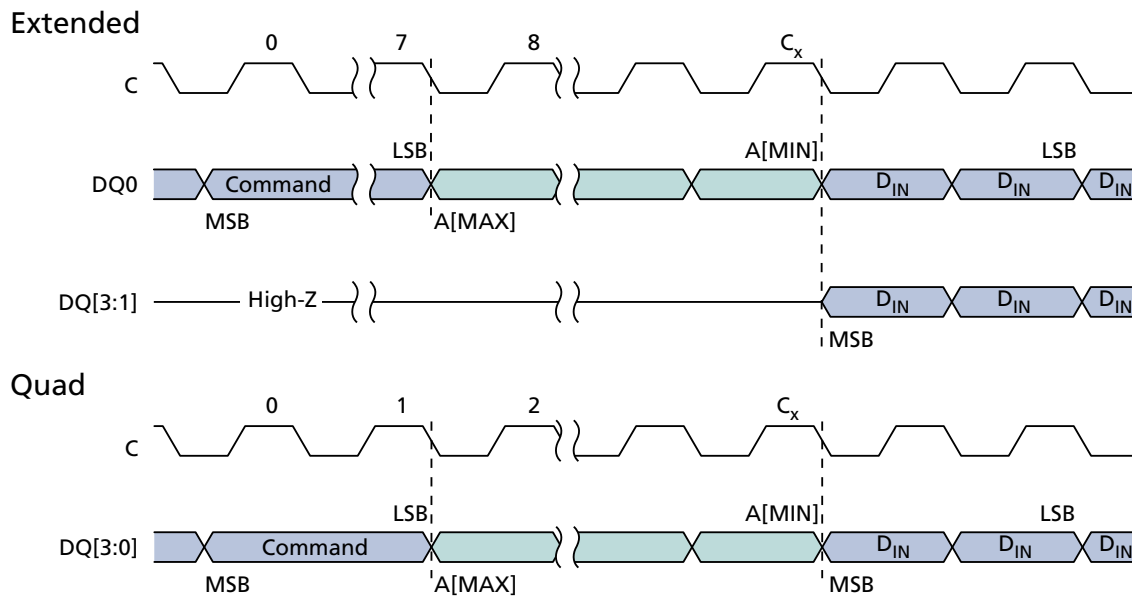 Extended
0 7 8 Cx
C
LSB A[MIN] LSB
DQ0 Command DIN DIN DIN
MSB A[MAX]
DQ[3:1] High-Z DIN DIN DIN
MSB
Quad
0 1 2 Cx
C
LSB A[MIN] LSB
DQ[3:0] Command DIN DIN DIN
MSB A[MAX] MSB